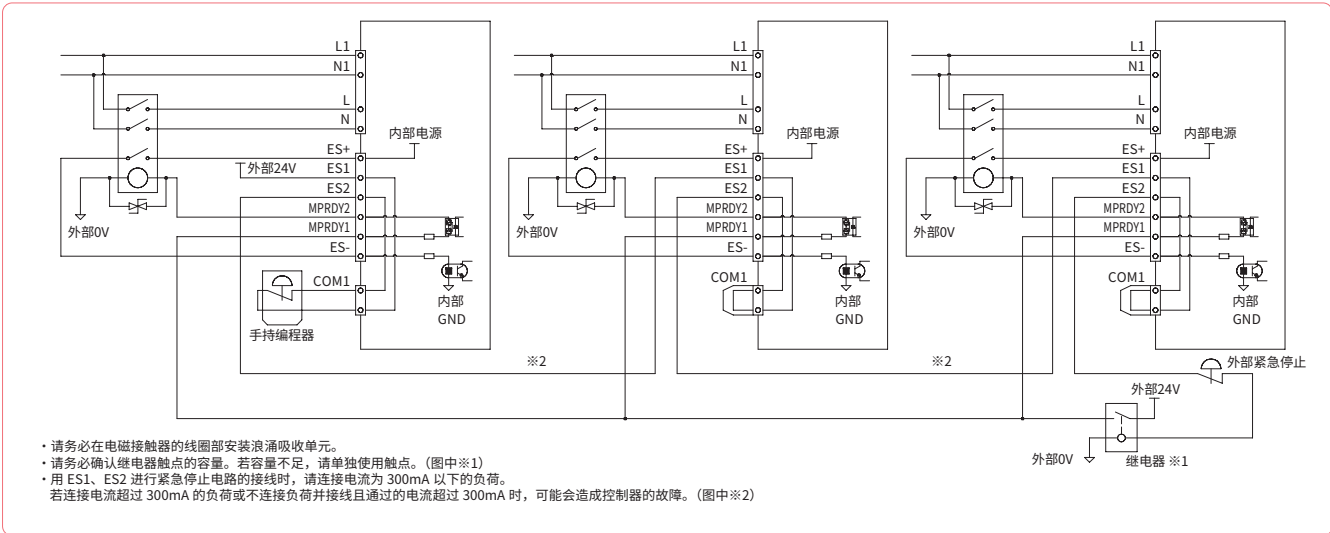 L1
N1
L
N
内部电源
ES+
外部24V
ES1
ES2
MPRDY2
MPRDY1
ES-
外部0V
COM1
内部
GND
手持编程器
※2
L1
N1
L
N
内部电源
ES+
ES1
ES2
MPRDY2
MPRDY1
ES-
外部0V
COM1
内部
GND
※2
L1
N1
L
N
内部电源
ES+
ES1
ES2
MPRDY2
MPRDY1
ES-
外部0V
COM1
内部
GND
外部紧急停止
外部24V
外部0V
继电器 ※1
・请务必在电磁接触器的线圈部安装浪涌吸收单元。
・请务必确认继电器触点的容量。若容量不足，请单独使用触点。（图中※1）
・用 ES1、ES2 进行紧急停止电路的接线时，请连接电流为 300mA 以下的负荷。
若连接电流超过 300mA 的负荷或不连接负荷并接线且通过的电流超过 300mA 时，可能会造成控制器的故障。（图中※2）